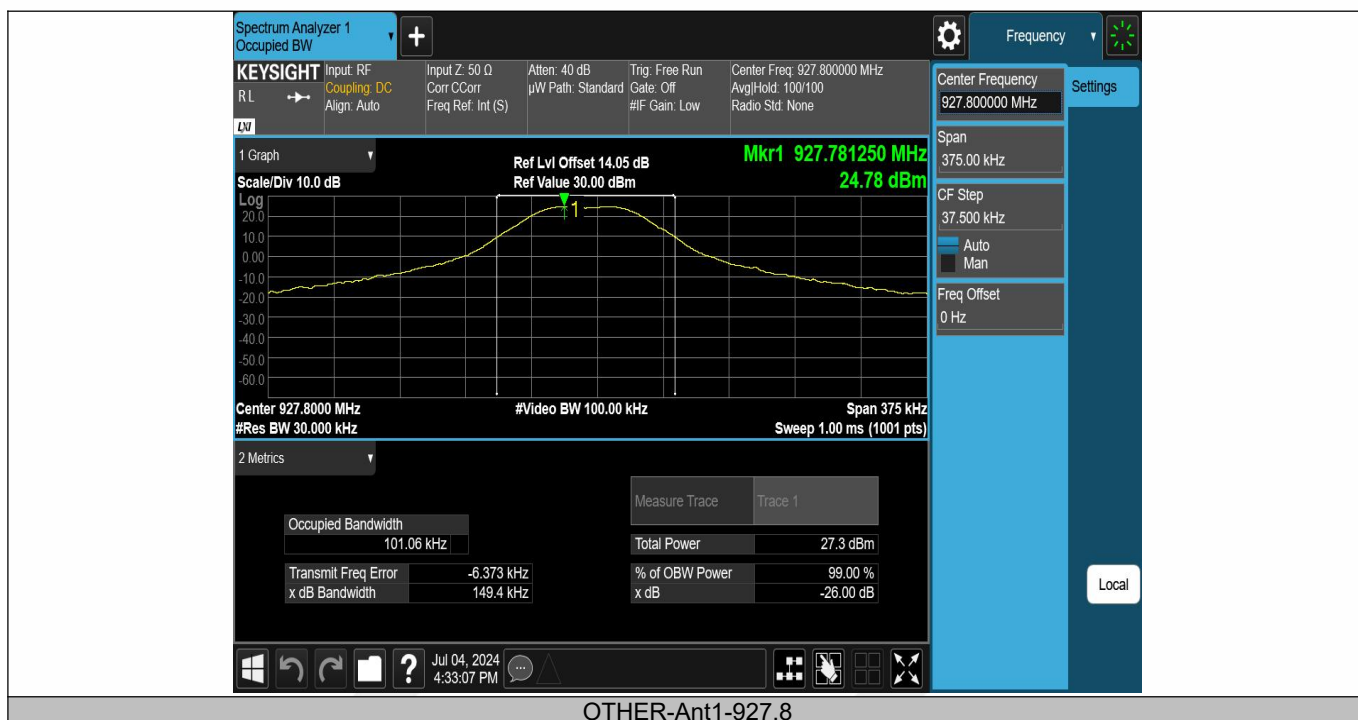 Spectrum Analyzer 1
Occupied BW
+
Frequency
KEYSIGHT
RL
LXI
Input: RF
Coupling: DC
Align: Auto
Input Z: 50 Ω
Corr CCorr
Freq Ref: Int (S)
Atten: 40 dB
µW Path: Standard
Trig: Free Run
Gate: Off
#IF Gain: Low
Center Freq: 927.800000 MHz
Avg|Hold: 100/100
Radio Std: None
Center Frequency
927.800000 MHz
Settings
Span
375.00 kHz
CF Step
37.500 kHz
Auto
Man
Freq Offset
0 Hz
Local
1 Graph
Ref Lvl Offset 14.05 dB
Mkr1 927.781250 MHz
Scale/Div 10.0 dB
Ref Value 30.00 dBm
24.78 dBm
Log
1
20.0
10.0
0.00
-10.0
-20.0
-30.0
-40.0
-50.0
-60.0
Center 927.8000 MHz
#Video BW 100.00 kHz
Span 375 kHz
#Res BW 30.000 kHz
Sweep 1.00 ms (1001 pts)
2 Metrics
Measure Trace
Trace 1
Occupied Bandwidth
101.06 kHz
Total Power
27.3 dBm
Transmit Freq Error
-6.373 kHz
% of OBW Power
99.00 %
x dB Bandwidth
149.4 kHz
x dB
-26.00 dB
?
Jul 04, 2024
4:33:07 PM
OTHER-Ant1-927.8